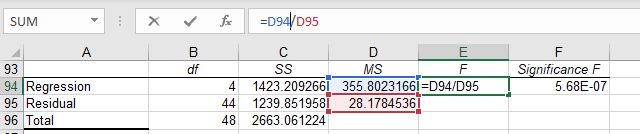 SUM =D94/D95
A B C D E F
93 df SS MS F Significance F
94 Regression 4 1423.209266 355.8023166 =D94/D95 5.68E-07
95 Residual 44 1239.851958 28.1784536
96 Total 48 2663.061224